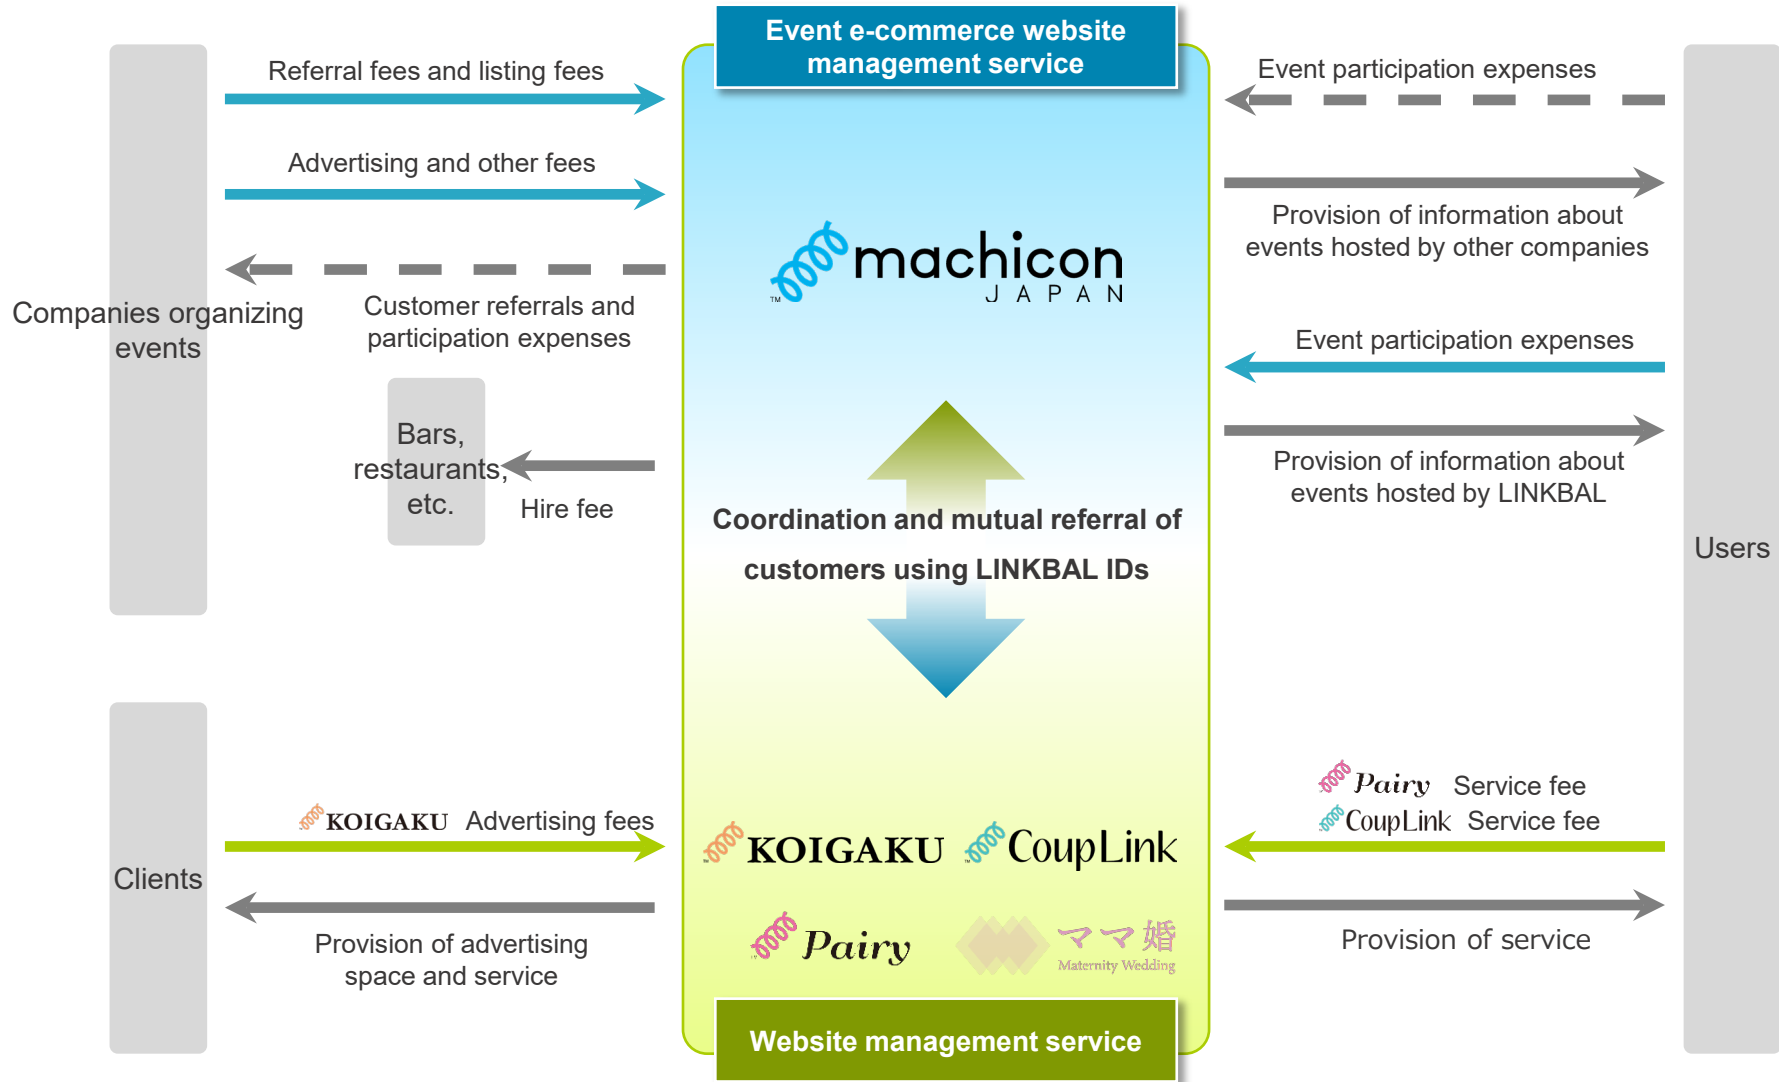 Event e-commerce website
management service
Referral fees and listing fees
Advertising and other fees
Customer referrals and
participation expenses
Companies organizing
events
Bars,
restaurants,
etc.
Hire fee
TM
machicon
JAPAN
Coordination and mutual referral of
customers using LINKBAL IDs
Event participation expenses
Provision of information about
events hosted by other companies
Event participation expenses
Provision of information about
events hosted by LINKBAL
Users
Clients
KOIGAKU Advertising fees
Provision of advertising
space and service
KOIGAKU
CoupLink
Pairy
ママ婚
Maternity Wedding
Pairy Service fee
CoupLink Service fee
Provision of service
Website management service